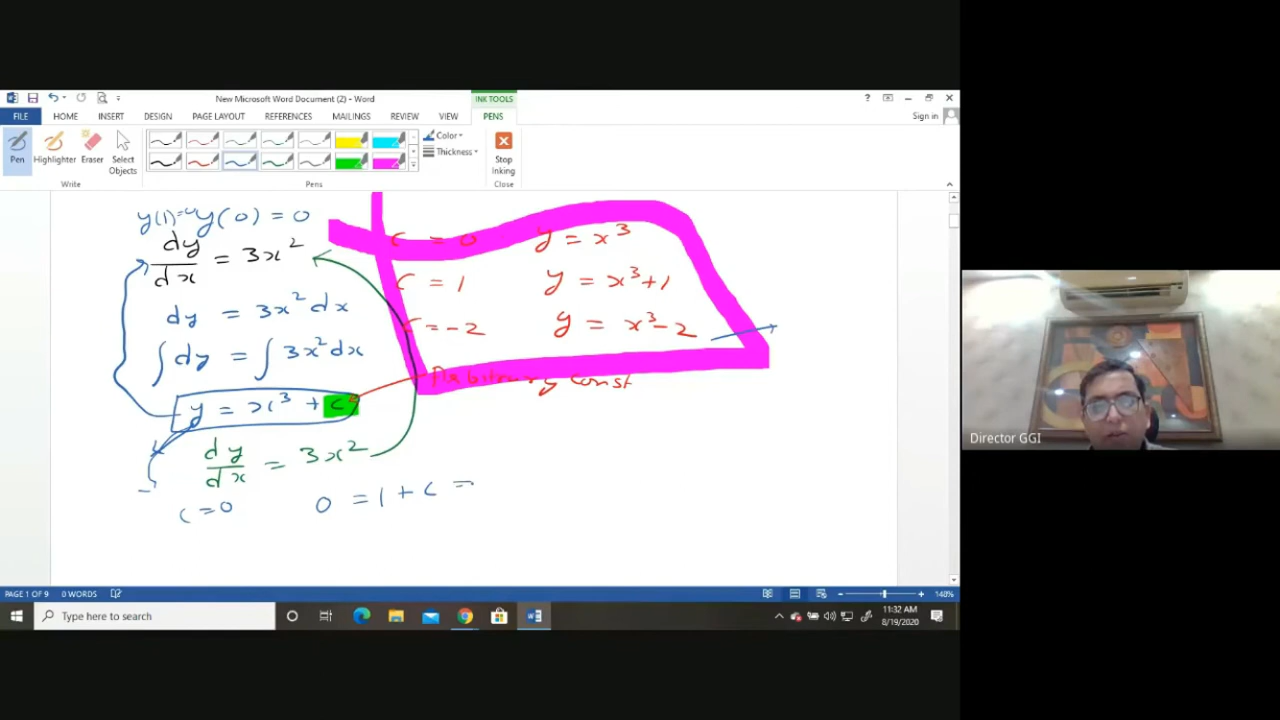 New Microsoft Word Document (2) - Word
INK TOOLS
Sign in
FILE HOME INSERT DESIGN PAGE LAYOUT REFERENCES MAILINGS REVIEW VIEW PENS
Pen Highlighter Eraser Select Objects
Color
Thickness
Stop Inking
Write Pens Close
y(0) = 0
dy/dx = 3x²
dy = 3x² dx
∫dy = ∫3x²dx
y = x³ + c
dy/dx = 3x²
c = 0 0 = 1 + c =
c = 0 y = x³
c = 1 y = x³+1
c = -2 y = x³-2
Arbitrary Const
Director GGI
PAGE 1 OF 9 0 WORDS 148%
Type here to search
11:32 AM
8/19/2020